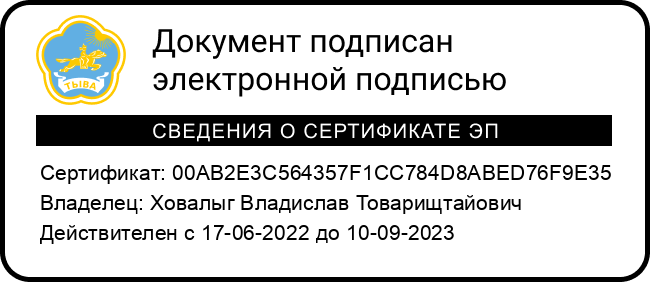 ТЫВА
Документ подписан
электронной подписью
СВЕДЕНИЯ О СЕРТИФИКАТЕ ЭП
Сертификат: 00AB2E3C564357F1CC784D8ABED76F9E35
Владелец: Ховалыг Владислав Товарищтайович
Действителен с 17-06-2022 до 10-09-2023